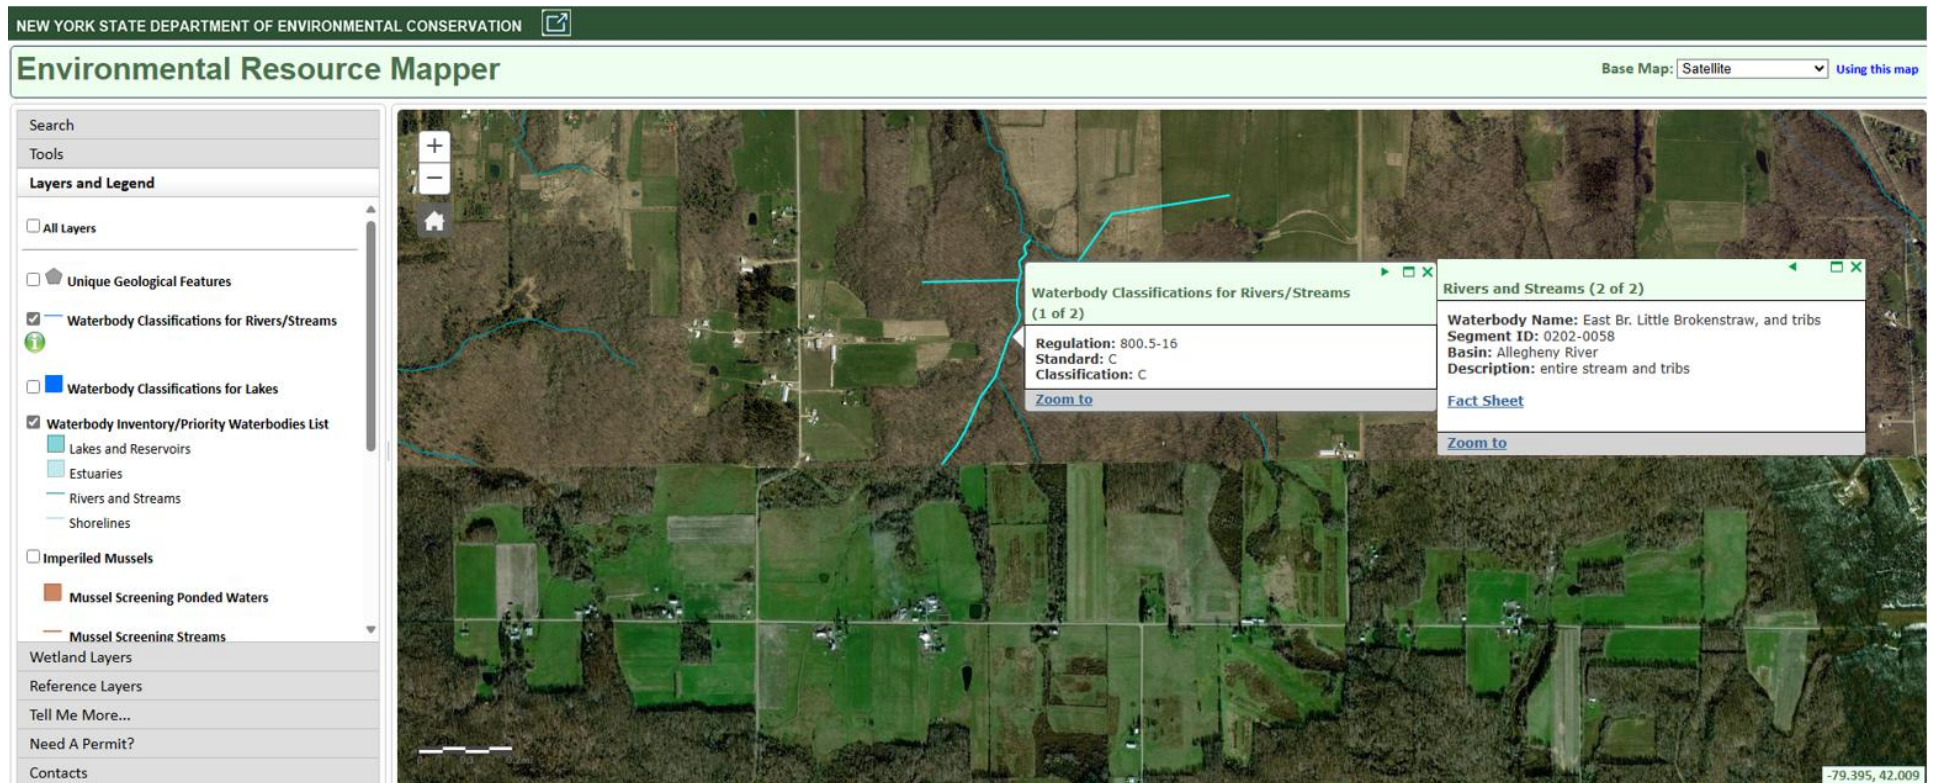 NEW YORK STATE DEPARTMENT OF ENVIRONMENTAL CONSERVATION
Environmental Resource Mapper
Base Map: Satellite Using this map
Search
Tools
Layers and Legend
All Layers
Unique Geological Features
Waterbody Classifications for Rivers/Streams
Waterbody Classifications for Lakes
Waterbody Inventory/Priority Waterbodies List
Lakes and Reservoirs
Estuaries
Rivers and Streams
Shorelines
Imperiled Mussels
Mussel Screening Ponded Waters
Mussel Screening Streams
Wetland Layers
Reference Layers
Tell Me More...
Need A Permit?
Contacts
+
−
Waterbody Classifications for Rivers/Streams
(1 of 2)
Regulation: 800.5-16
Standard: C
Classification: C
Zoom to
Rivers and Streams (2 of 2)
Waterbody Name: East Br. Little Brokenstraw, and tribs
Segment ID: 0202-0058
Basin: Allegheny River
Description: entire stream and tribs
Fact Sheet
Zoom to
-79.395, 42.009